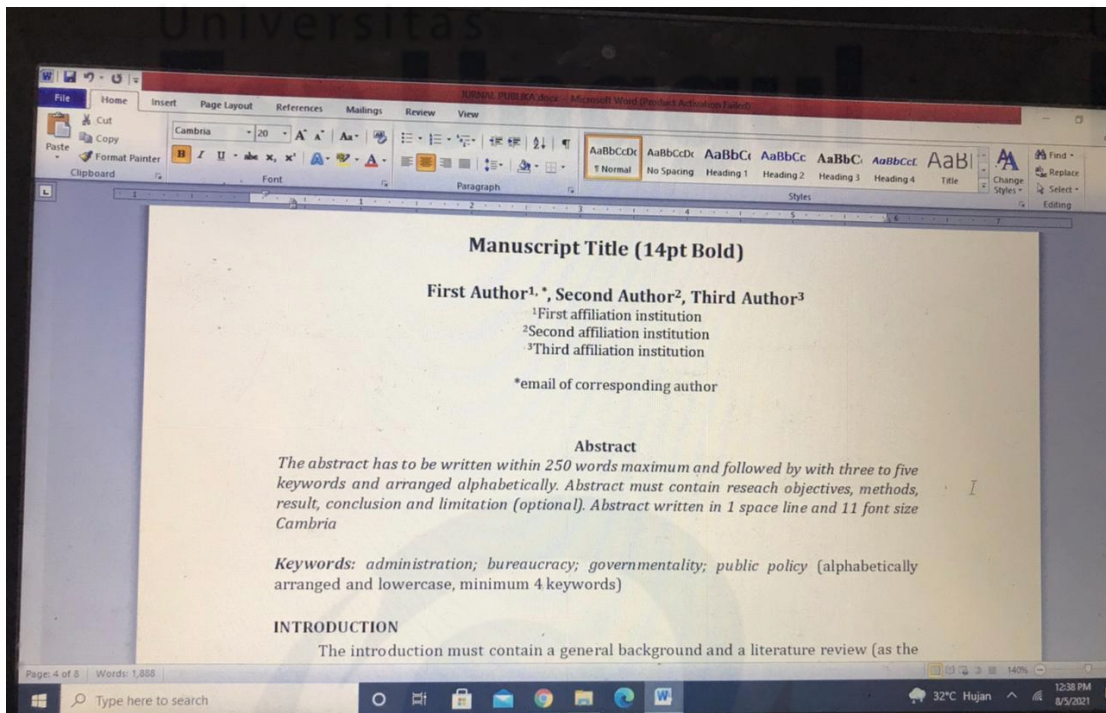 Universitas
JURNAL PUBLIKA.docx - Microsoft Word (Product Activation Failed)
File Home Insert Page Layout References Mailings Review View
Cut
Copy
Format Painter
Paste
Clipboard
Cambria 20
Font
Paragraph
AaBbCcDc AaBbCcDc AaBbC AaBbCc AaBbC AaBbCcL AaB
Normal No Spacing Heading 1 Heading 2 Heading 3 Heading 4 Title
Change Styles
Styles
Find
Replace
Select
Editing
Manuscript Title (14pt Bold)
First Author1, *, Second Author2, Third Author3
1First affiliation institution
2Second affiliation institution
3Third affiliation institution
*email of corresponding author
Abstract
The abstract has to be written within 250 words maximum and followed by with three to five
keywords and arranged alphabetically. Abstract must contain reseach objectives, methods,
result, conclusion and limitation (optional). Abstract written in 1 space line and 11 font size
Cambria
Keywords: administration; bureaucracy; governmentality; public policy (alphabetically
arranged and lowercase, minimum 4 keywords)
INTRODUCTION
The introduction must contain a general background and a literature review (as the
Page: 4 of 8 Words: 1,888
140%
Type here to search
32°C Hujan
12:38 PM
8/5/2021